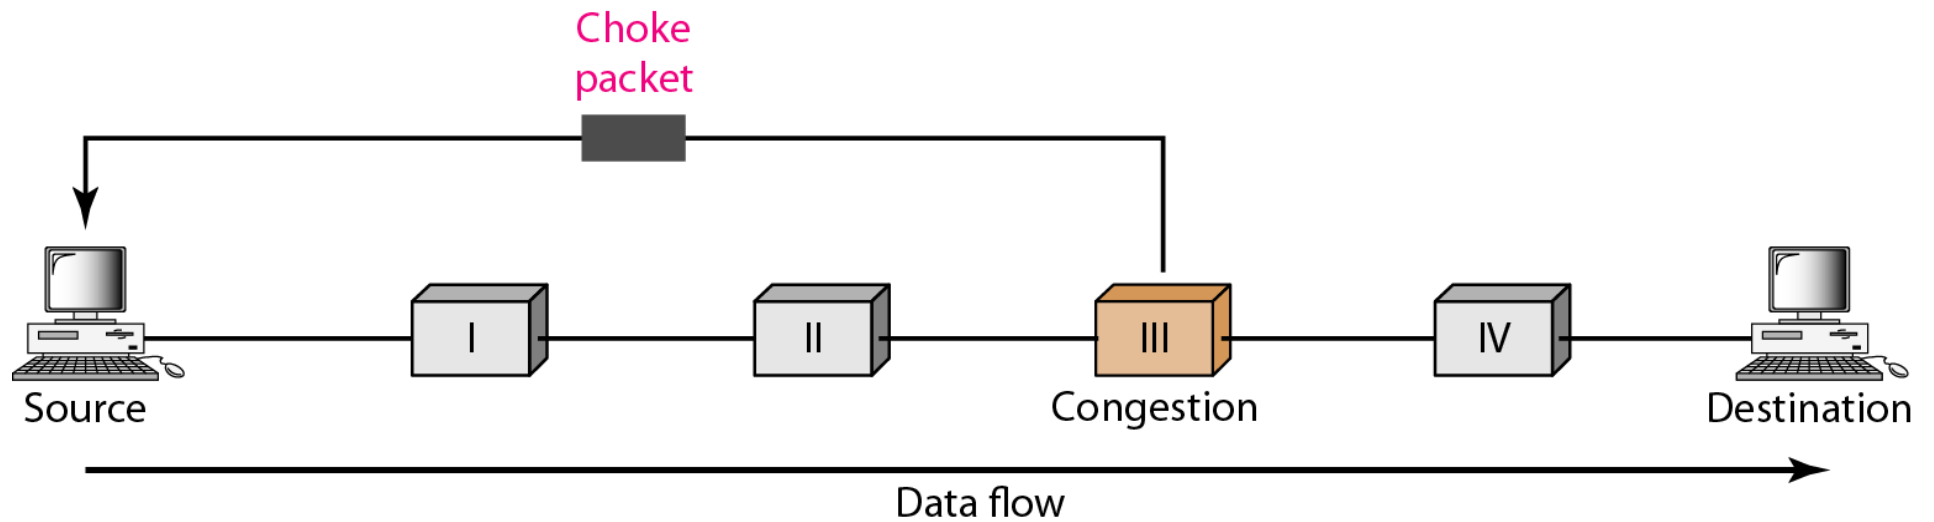 Choke
packet
I
II
III
IV
Source
Congestion
Destination
Data flow